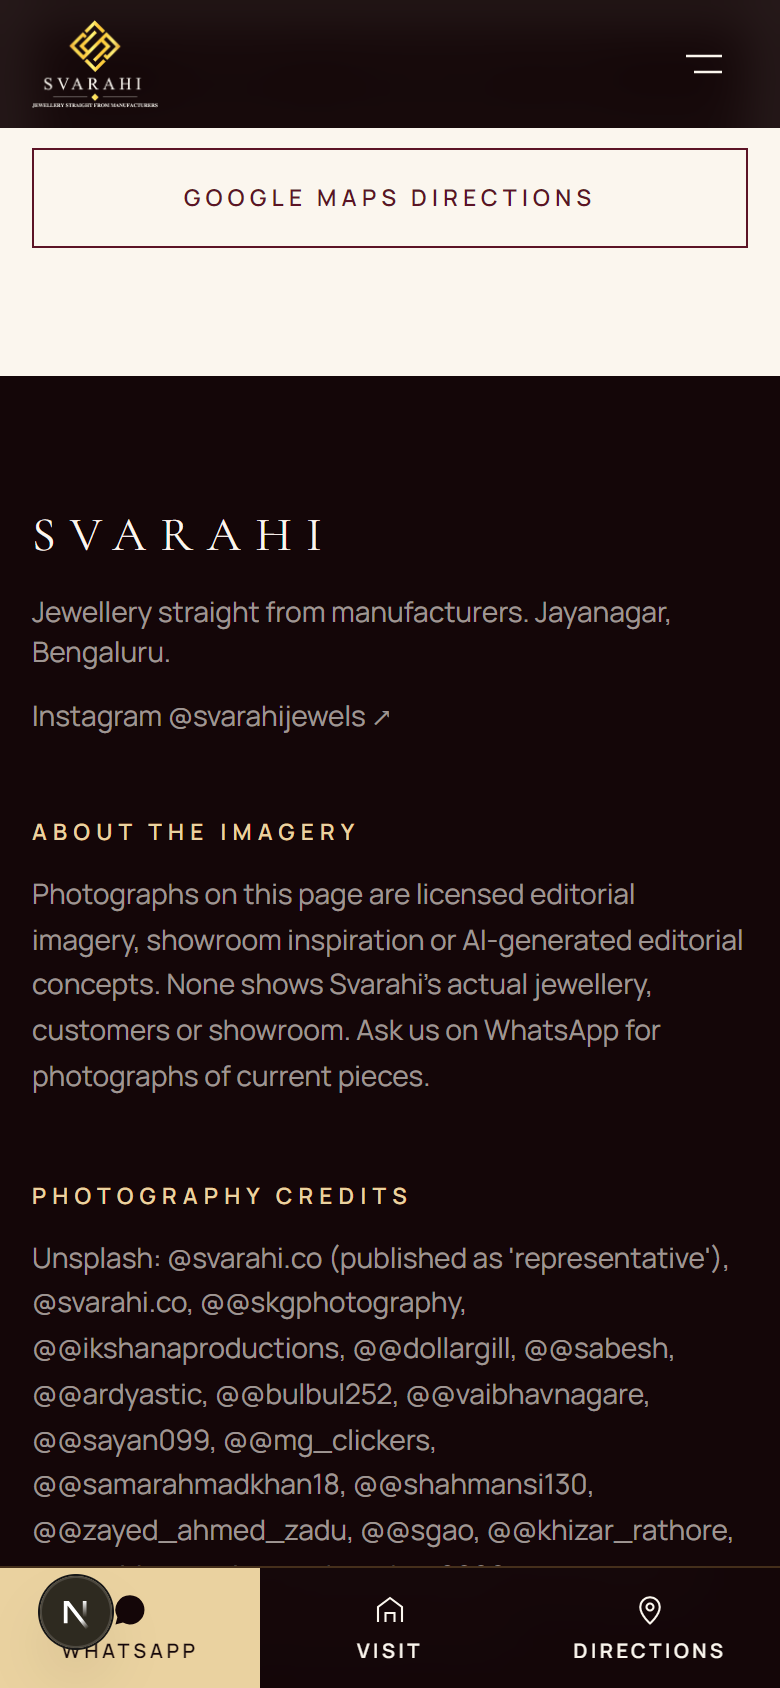 SVARAHI
JEWELLERY STRAIGHT FROM MANUFACTURERS
GOOGLE MAPS DIRECTIONS
SVARAHI
Jewellery straight from manufacturers. Jayanagar,
Bengaluru.
Instagram @svarahijewels ↗
ABOUT THE IMAGERY
Photographs on this page are licensed editorial
imagery, showroom inspiration or AI-generated editorial
concepts. None shows Svarahi’s actual jewellery,
customers or showroom. Ask us on WhatsApp for
photographs of current pieces.
PHOTOGRAPHY CREDITS
Unsplash: @svarahi.co (published as 'representative'),
@svarahi.co, @@skgphotography,
@@ikshanaproductions, @@dollargill, @@sabesh,
@@ardyastic, @@bulbul252, @@vaibhavnagare,
@@sayan099, @@mg_clickers,
@@samarahmadkhan18, @@shahmansi130,
@@zayed_ahmed_zadu, @@sgao, @@khizar_rathore,
N
WHATSAPP
VISIT
DIRECTIONS